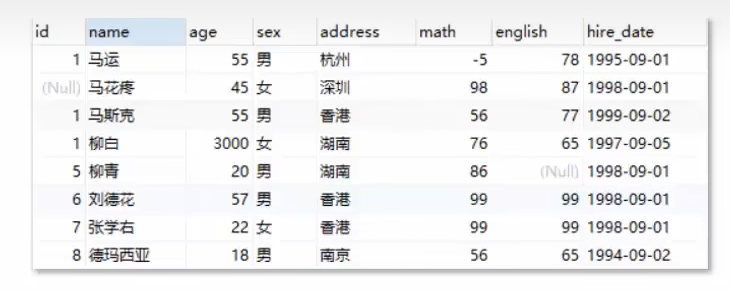 id name age sex address math english hire_date
1 马运 55 男 杭州 -5 78 1995-09-01
(Null) 马花疼 45 女 深圳 98 87 1998-09-01
1 马斯克 55 男 香港 56 77 1999-09-02
1 柳白 3000 女 湖南 76 65 1997-09-05
5 柳青 20 男 湖南 86 (Null) 1998-09-01
6 刘德花 57 男 香港 99 99 1998-09-01
7 张学右 22 女 香港 99 99 1998-09-01
8 德玛西亚 18 男 南京 56 65 1994-09-02